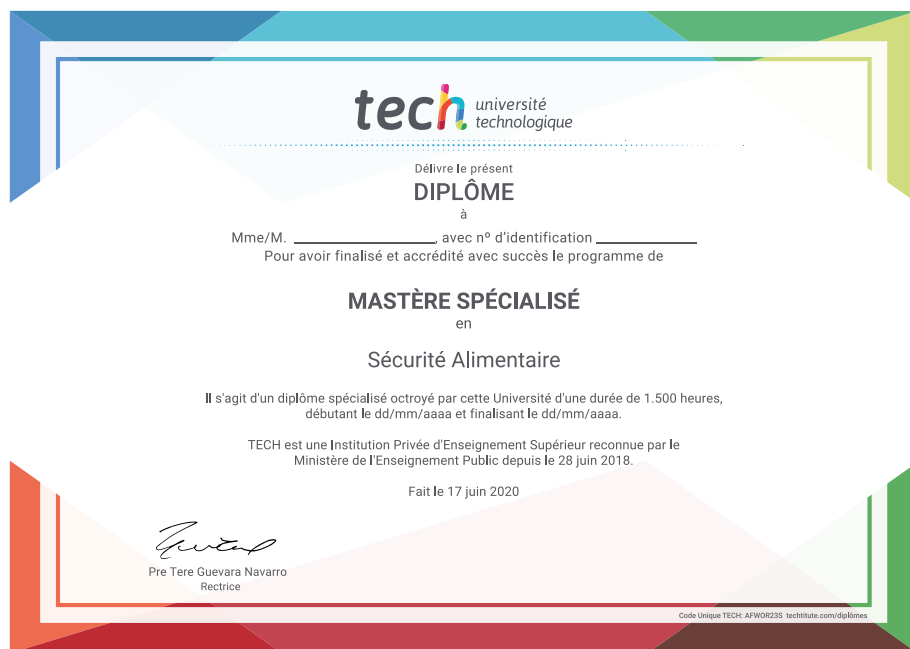 tech université
technologique
Délivre le présent
DIPLÔME
à
Mme/M. ____________, avec nº d'identification ____________
Pour avoir finalisé et accrédité avec succès le programme de
MASTÈRE SPÉCIALISÉ
en
Sécurité Alimentaire
Il s'agit d'un diplôme spécialisé octroyé par cette Université d'une durée de 1.500 heures,
débutant le dd/mm/aaaa et finalisant le dd/mm/aaaa.
TECH est une Institution Privée d'Enseignement Supérieur reconnue par le
Ministère de l'Enseignement Public depuis le 28 juin 2018.
Fait le 17 juin 2020
Pre Tere Guevara Navarro
Rectrice
Code Unique TECH: AFWOR23S techtitute.com/diplômes